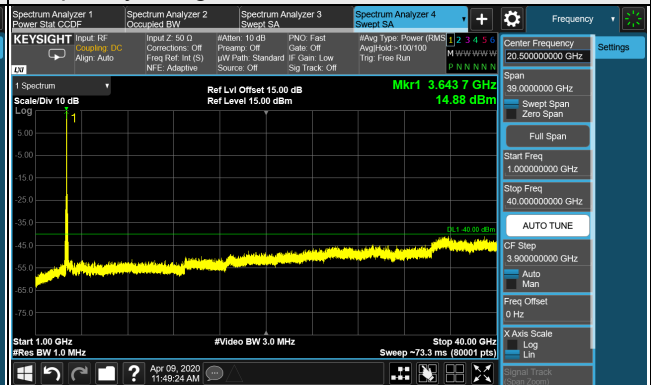 Spectrum Analyzer 1
Power Stat CCDF
Spectrum Analyzer 2
Occupied BW
Spectrum Analyzer 3
Swept SA
Spectrum Analyzer 4
Swept SA
Frequency
KEYSIGHT
LXI
Input: RF
Coupling: DC
Align: Auto
Input Z: 50 Ω
Corrections: Off
Freq Ref: Int (S)
NFE: Adaptive
#Atten: 10 dB
Preamp: Off
µW Path: Standard
Source: Off
PNO: Fast
Gate: Off
IF Gain: Low
Sig Track: Off
#Avg Type: Power (RMS
Avg|Hold:>100/100
Trig: Free Run
1 2 3 4 5 6
M W W W W W
P N N N N N
1 Spectrum
Scale/Div 10 dB
Log
Ref Lvl Offset 15.00 dB
Ref Level 15.00 dBm
Mkr1 3.643 7 GHz
14.88 dBm
1
5.00
-5.00
-15.0
-25.0
-35.0
-45.0
-55.0
-65.0
-75.0
DL1 -40.00 dBm
Start 1.00 GHz
#Res BW 1.0 MHz
#Video BW 3.0 MHz
Stop 40.00 GHz
Sweep ~73.3 ms (80001 pts)
Center Frequency
20.500000000 GHz
Settings
Span
39.0000000 GHz
Swept Span
Zero Span
Full Span
Start Freq
1.000000000 GHz
Stop Freq
40.000000000 GHz
AUTO TUNE
CF Step
3.900000000 GHz
Auto
Man
Freq Offset
0 Hz
X Axis Scale
Log
Lin
Signal Track
(Span Zoom)
?
Apr 09, 2020
11:49:24 AM